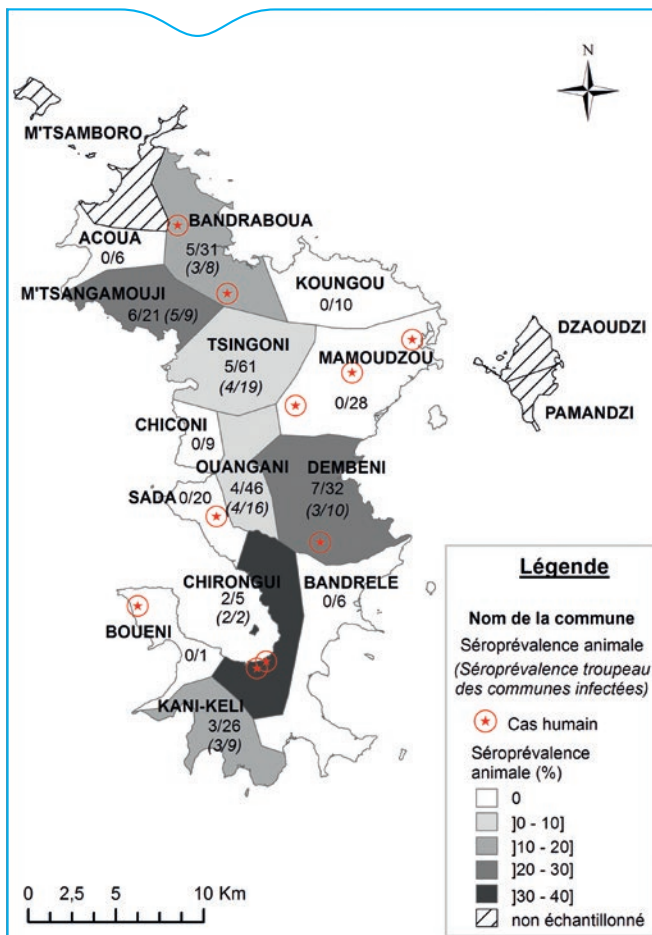 N
M'TSAMBORO
BANDRABOUA
5/31
(3/8)
ACOUA
0/6
KOUNGOU
0/10
M'TSANGAMOUJI
6/21 (5/9)
TSINGONI
5/61
(4/19)
MAMOUDZOU
0/28
DZAOUDZI
PAMANDZI
CHICONI
0/9
OUANGANI
4/46
(4/16)
DEMBENI
7/32
(3/10)
SADA 0/20
CHIRONGUI
2/5
(2/2)
BANDRELE
0/6
BOUENI
0/1
KANI-KELI
3/26
(3/9)
0 2,5 5 10 Km
Légende
Nom de la commune
Séroprévalence animale
(Séroprévalence troupeau
des communes infectées)
Cas humain
Séroprévalence
animale (%)
0
]0 - 10]
]10 - 20]
]20 - 30]
]30 - 40]
non échantillonné